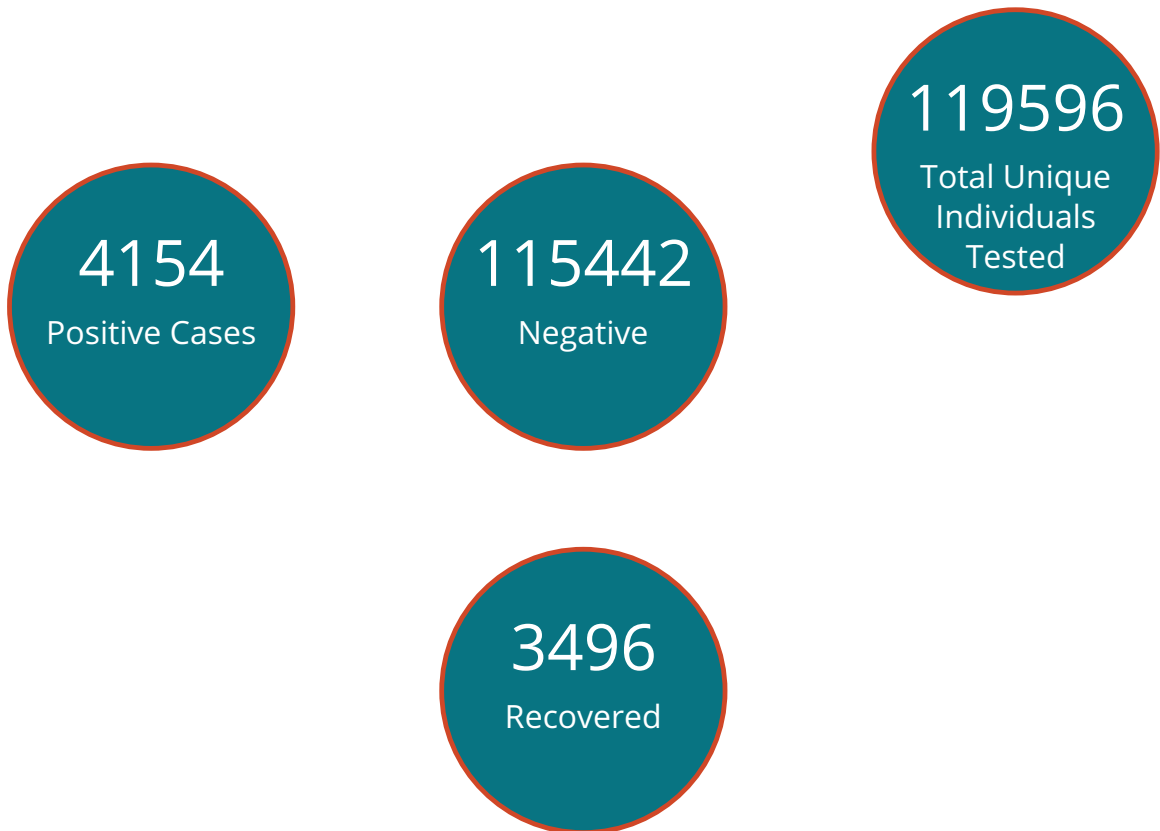 4154
Positive Cases
115442
Negative
119596
Total Unique
Individuals
Tested
3496
Recovered